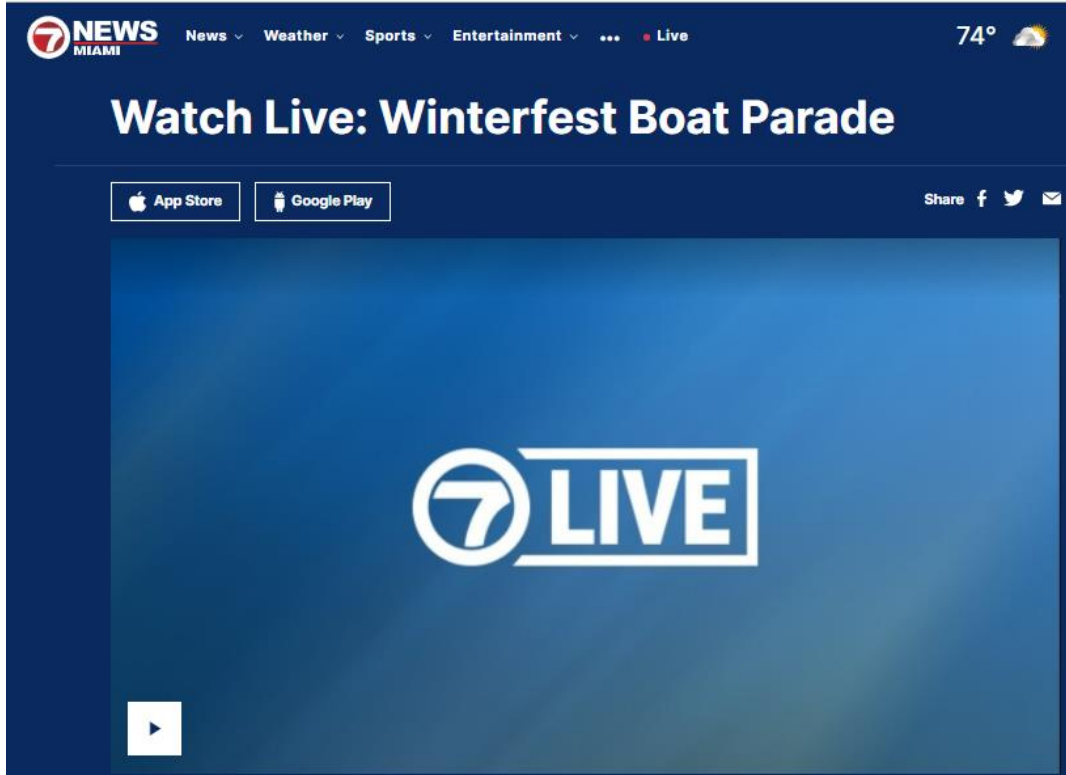 7 NEWS MIAMI News Weather Sports Entertainment ... Live 74°
Watch Live: Winterfest Boat Parade
App Store Google Play Share
7 LIVE